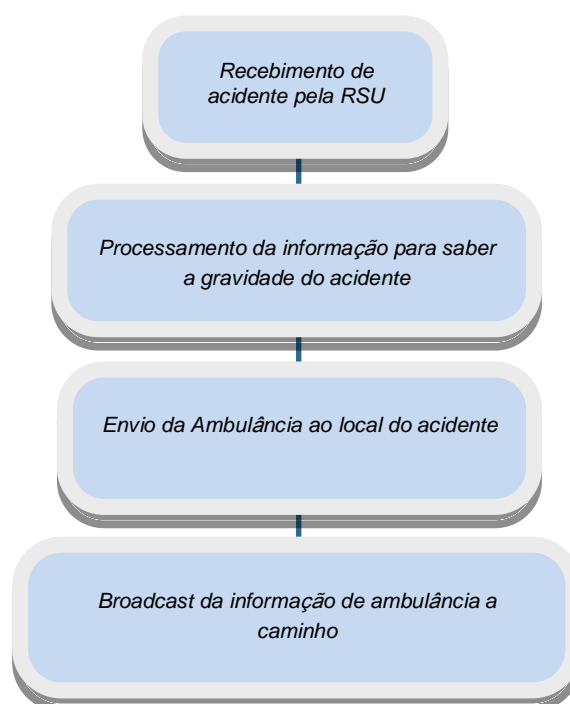 Recebimento de
acidente pela RSU
Processamento da informação para saber
a gravidade do acidente
Envio da Ambulância ao local do acidente
Broadcast da informação de ambulância a
caminho